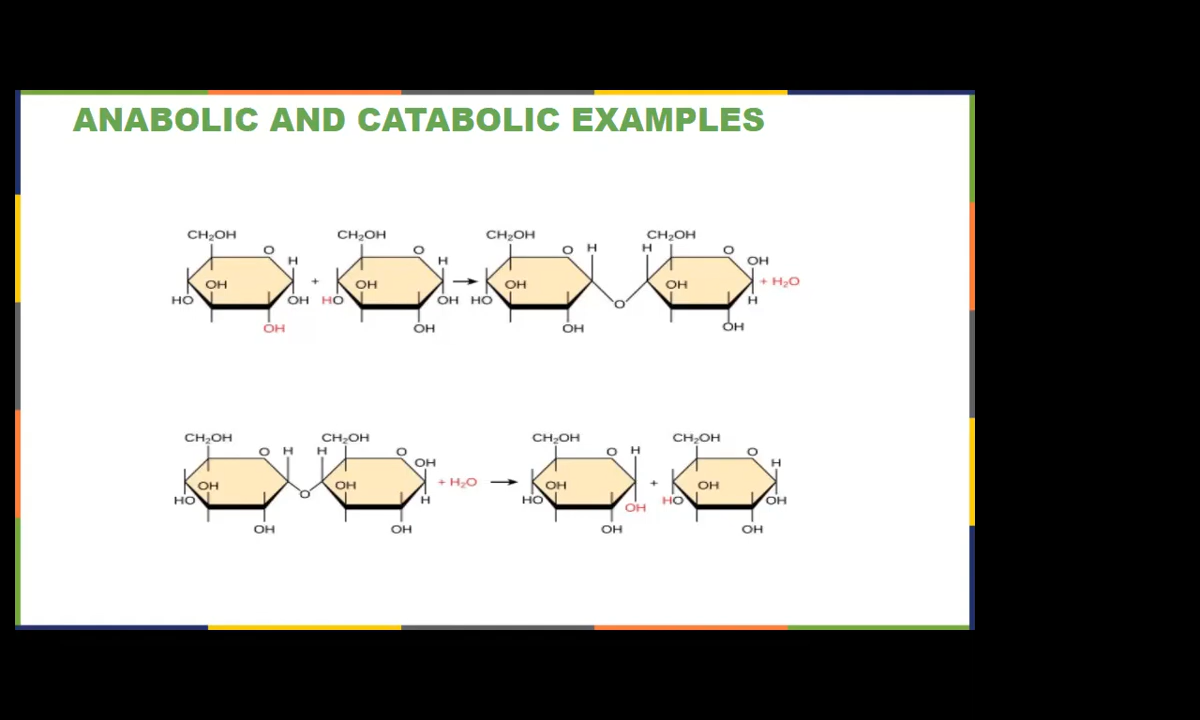 ANABOLIC AND CATABOLIC EXAMPLES
CH₂OH CH₂OH CH₂OH CH₂OH
O O O H H O
H H OH
OH + OH → OH OH + H₂O
HO OH HO OH HO O H
OH OH OH OH
CH₂OH CH₂OH CH₂OH CH₂OH
O H H O O H O
OH H
OH OH + H₂O → OH + OH
HO O H HO OH HO OH
OH OH OH OH